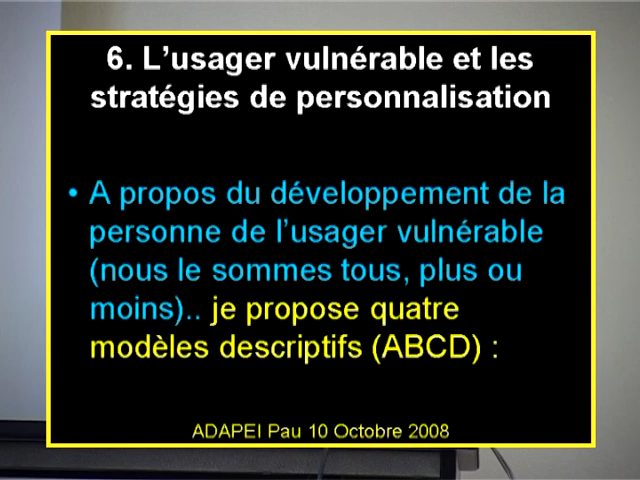 6. L’usager vulnérable et les
stratégies de personnalisation
• A propos du développement de la
personne de l’usager vulnérable
(nous le sommes tous, plus ou
moins).. je propose quatre
modèles descriptifs (ABCD) :
ADAPEI Pau 10 Octobre 2008